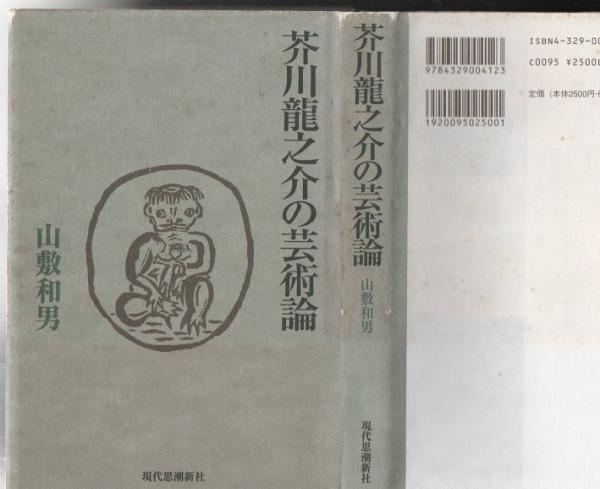 芥川龍之介の芸術論
山敷和男
現代思潮新社
芥川龍之介の芸術論
山敷和男
現代思潮新社
ISBN4-329-00
9784329004123
C0095 ¥2500E
定価（本体2500円+
1920095025001